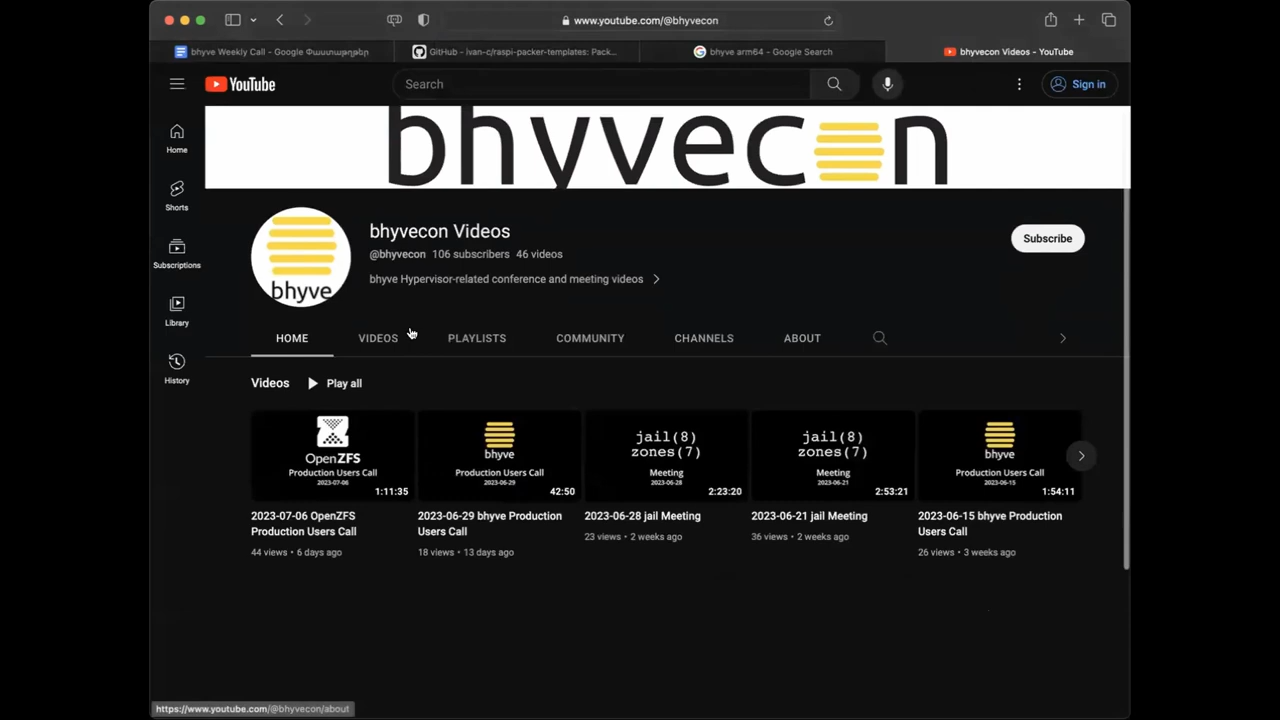 www.youtube.com/@bhyvecon
bhyve Weekly Call - Google Փաստաթղթեր
GitHub - ivan-c/raspi-packer-templates: Pack...
bhyve arm64 - Google Search
bhyvecon Videos - YouTube
YouTube
Search
Sign in
Home
Shorts
Subscriptions
Library
History
bhyvecon
bhyve
bhyvecon Videos
@bhyvecon 106 subscribers 46 videos
bhyve Hypervisor-related conference and meeting videos
Subscribe
HOME VIDEOS PLAYLISTS COMMUNITY CHANNELS ABOUT
Videos Play all
OpenZFS
Production Users Call
2023-07-06
1:11:35
2023-07-06 OpenZFS
Production Users Call
44 views • 6 days ago
bhyve
Production Users Call
2023-06-29
42:50
2023-06-29 bhyve Production
Users Call
18 views • 13 days ago
jail(8)
zones(7)
Meeting
2023-06-28
2:23:20
2023-06-28 jail Meeting
23 views • 2 weeks ago
jail(8)
zones(7)
Meeting
2023-06-21
2:53:21
2023-06-21 jail Meeting
36 views • 2 weeks ago
bhyve
Production Users Call
2023-06-15
1:54:11
2023-06-15 bhyve Production
Users Call
26 views • 3 weeks ago
https://www.youtube.com/@bhyvecon/about